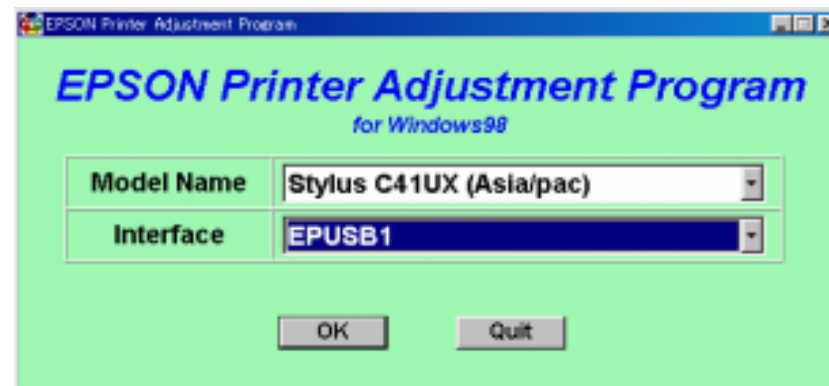 EPSON Printer Adjustment Program
EPSON Printer Adjustment Program
for Windows98
Model Name Stylus C41UX (Asia/pac)
Interface EPUSB1
OK Quit